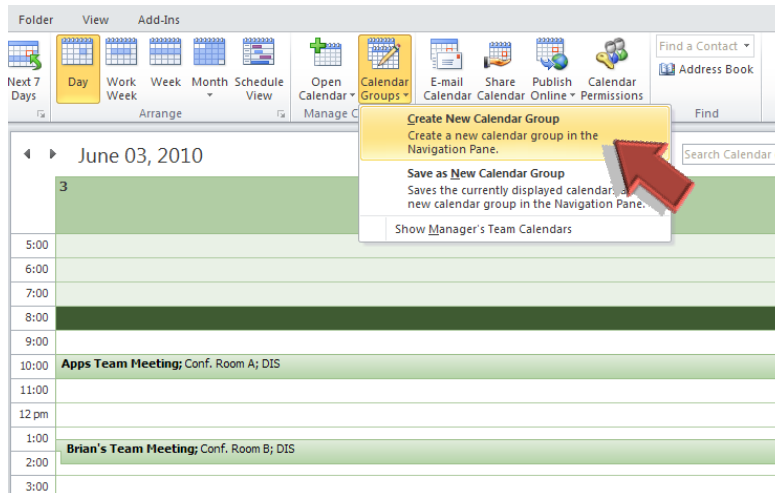 Folder View Add-Ins
Next 7 Days
Day
Work Week
Week
Month
Schedule View
Open Calendar
Calendar Groups
E-mail Calendar
Share Calendar
Publish Online
Calendar Permissions
Find a Contact
Address Book
Arrange
Manage C
Find
Create New Calendar Group
Create a new calendar group in the
Navigation Pane.
Save as New Calendar Group
Saves the currently displayed calendar
new calendar group in the Navigation Pane.
Show Manager's Team Calendars
June 03, 2010
Search Calendar
3
5:00
6:00
7:00
8:00
9:00
10:00 Apps Team Meeting; Conf. Room A; DIS
11:00
12 pm
1:00
Brian's Team Meeting; Conf. Room B; DIS
2:00
3:00